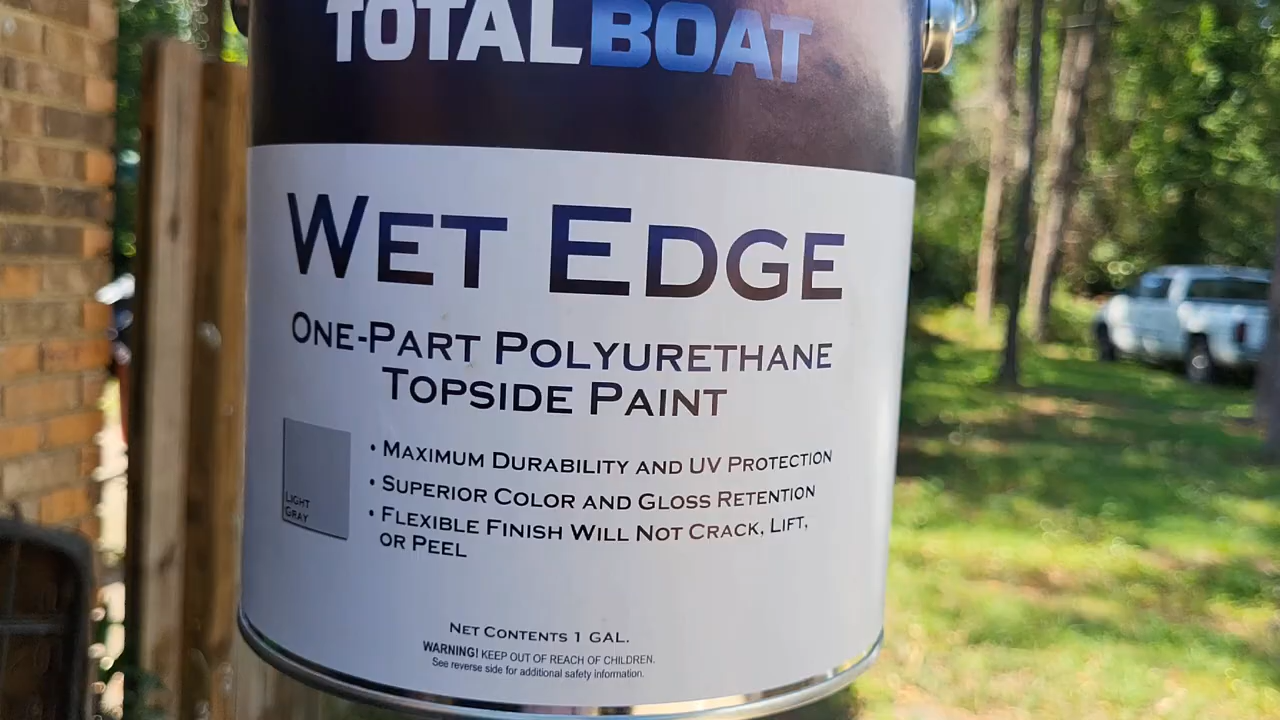 TOTALBOAT
WET EDGE
ONE-PART POLYURETHANE
TOPSIDE PAINT
LIGHT
GRAY
• MAXIMUM DURABILITY AND UV PROTECTION
• SUPERIOR COLOR AND GLOSS RETENTION
• FLEXIBLE FINISH WILL NOT CRACK, LIFT,
OR PEEL
NET CONTENTS 1 GAL.
WARNING! KEEP OUT OF REACH OF CHILDREN.
See reverse side for additional safety information.